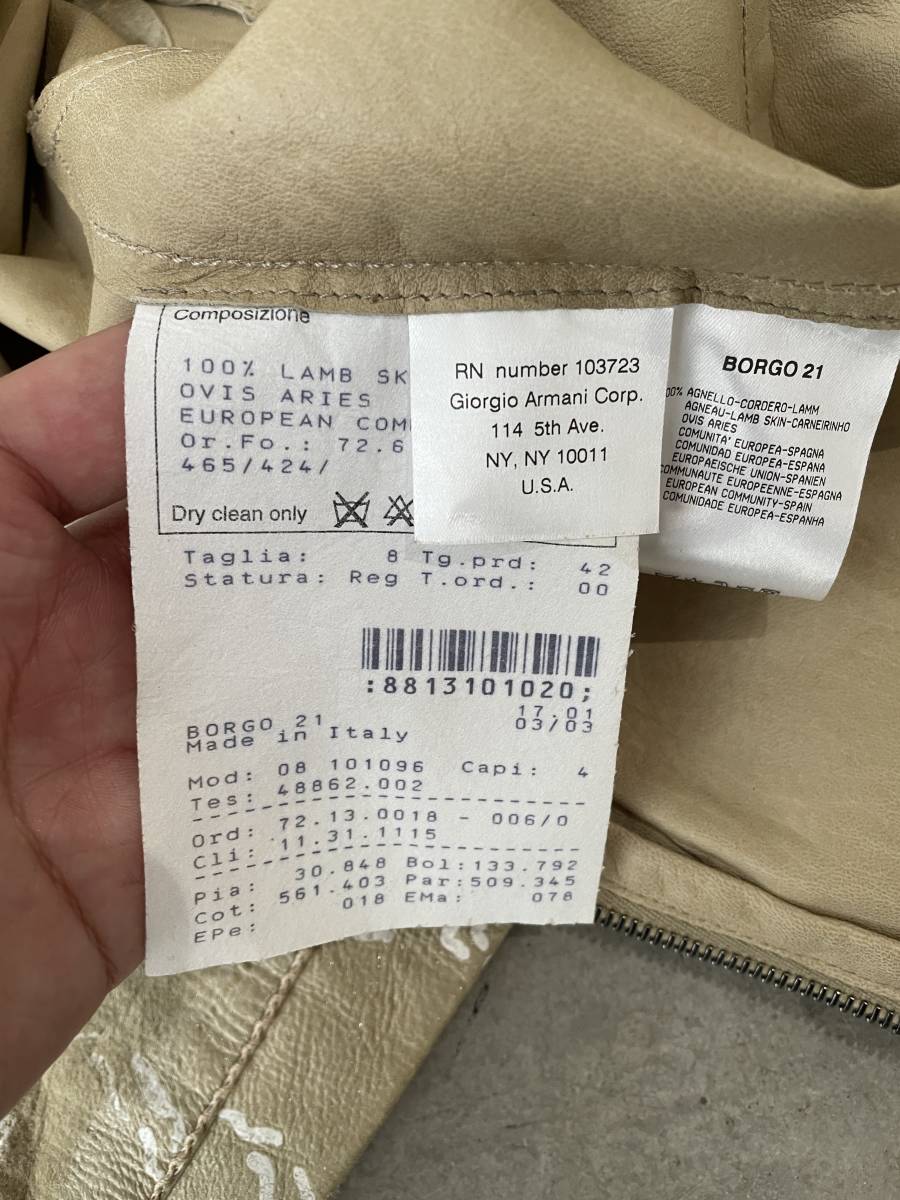 Composizione
100% LAMB SK
OVIS ARIES
EUROPEAN COM
Or.Fo.: 72.6
465/424/
Dry clean only
RN number 103723
Giorgio Armani Corp.
114 5th Ave.
NY, NY 10011
U.S.A.
BORGO 21
00% AGNELLO-CORDERO-LAMM
AGNEAU-LAMB SKIN-CARNEIRINHO
OVIS ARIES
COMUNITA' EUROPEA-SPAGNA
COMUNIDAD EUROPEA-ESPANA
EUROPAEISCHE UNION-SPANIEN
COMMUNAUTE EUROPEENNE-ESPAGNA
EUROPEAN COMMUNITY-SPAIN
COMUNIDADE EUROPEA-ESPANHA
Taglia: 8 Tg.prd: 42
Statura: Reg T.ord.: 00
:8813101020;
17,01
03/03
BORGO 21
Made in Italy
Mod: 08 101096 Capi: 4
Tes: 48862.002
Ord: 72.13.0018 - 006/0
Cli: 11.31.1115
Pia: 30.848 Bol:133.792
Cot: 561.403 Par:509.345
EPe: 018 EMa: 078